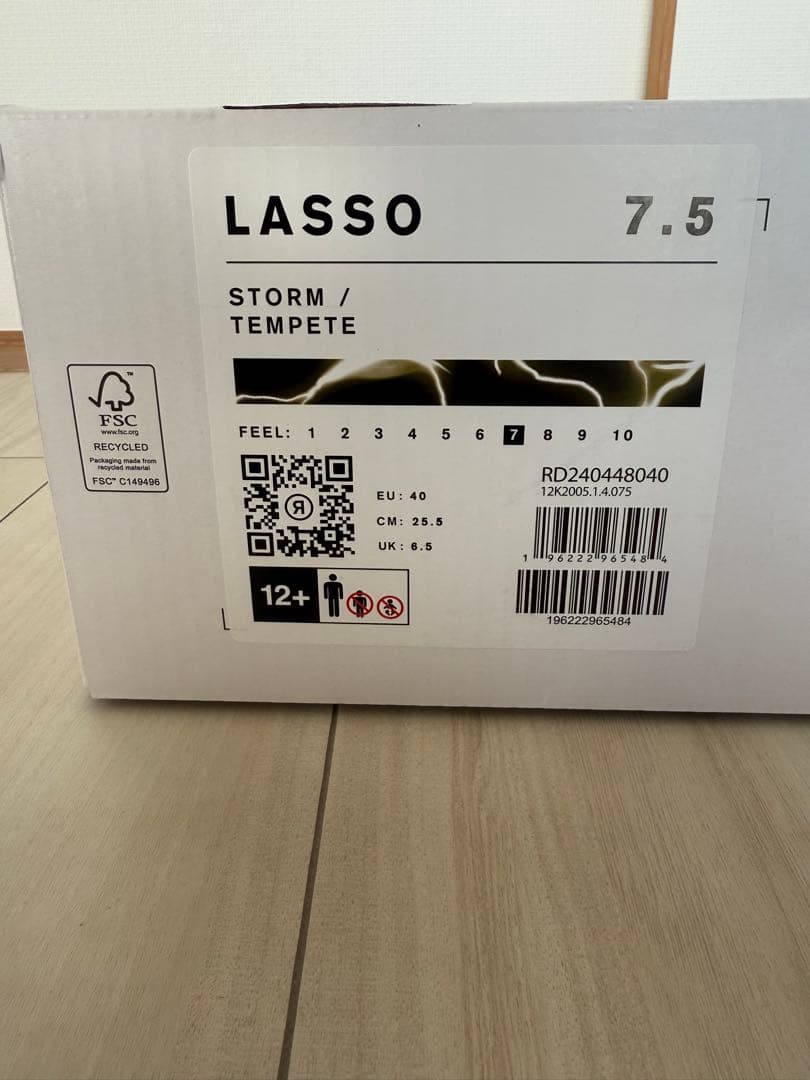 LASSO 7.5
STORM /
TEMPETE
FEEL: 1 2 3 4 5 6 7 8 9 10
FSC
™
www.fsc.org
RECYCLED
Packaging made from
recycled material
FSC™ C149496
R
EU: 40
CM: 25.5
UK: 6.5
12+
RD240448040
12K2005.1.4.075
1 96222 96548 4
196222965484